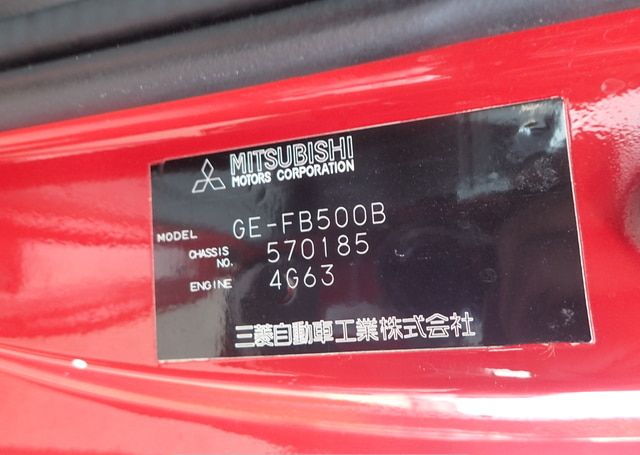 MITSUBISHI
MOTORS CORPORATION
MODEL GE-FB500B
CHASSIS NO. 570185
ENGINE 4G63
三菱自動車工業株式会社